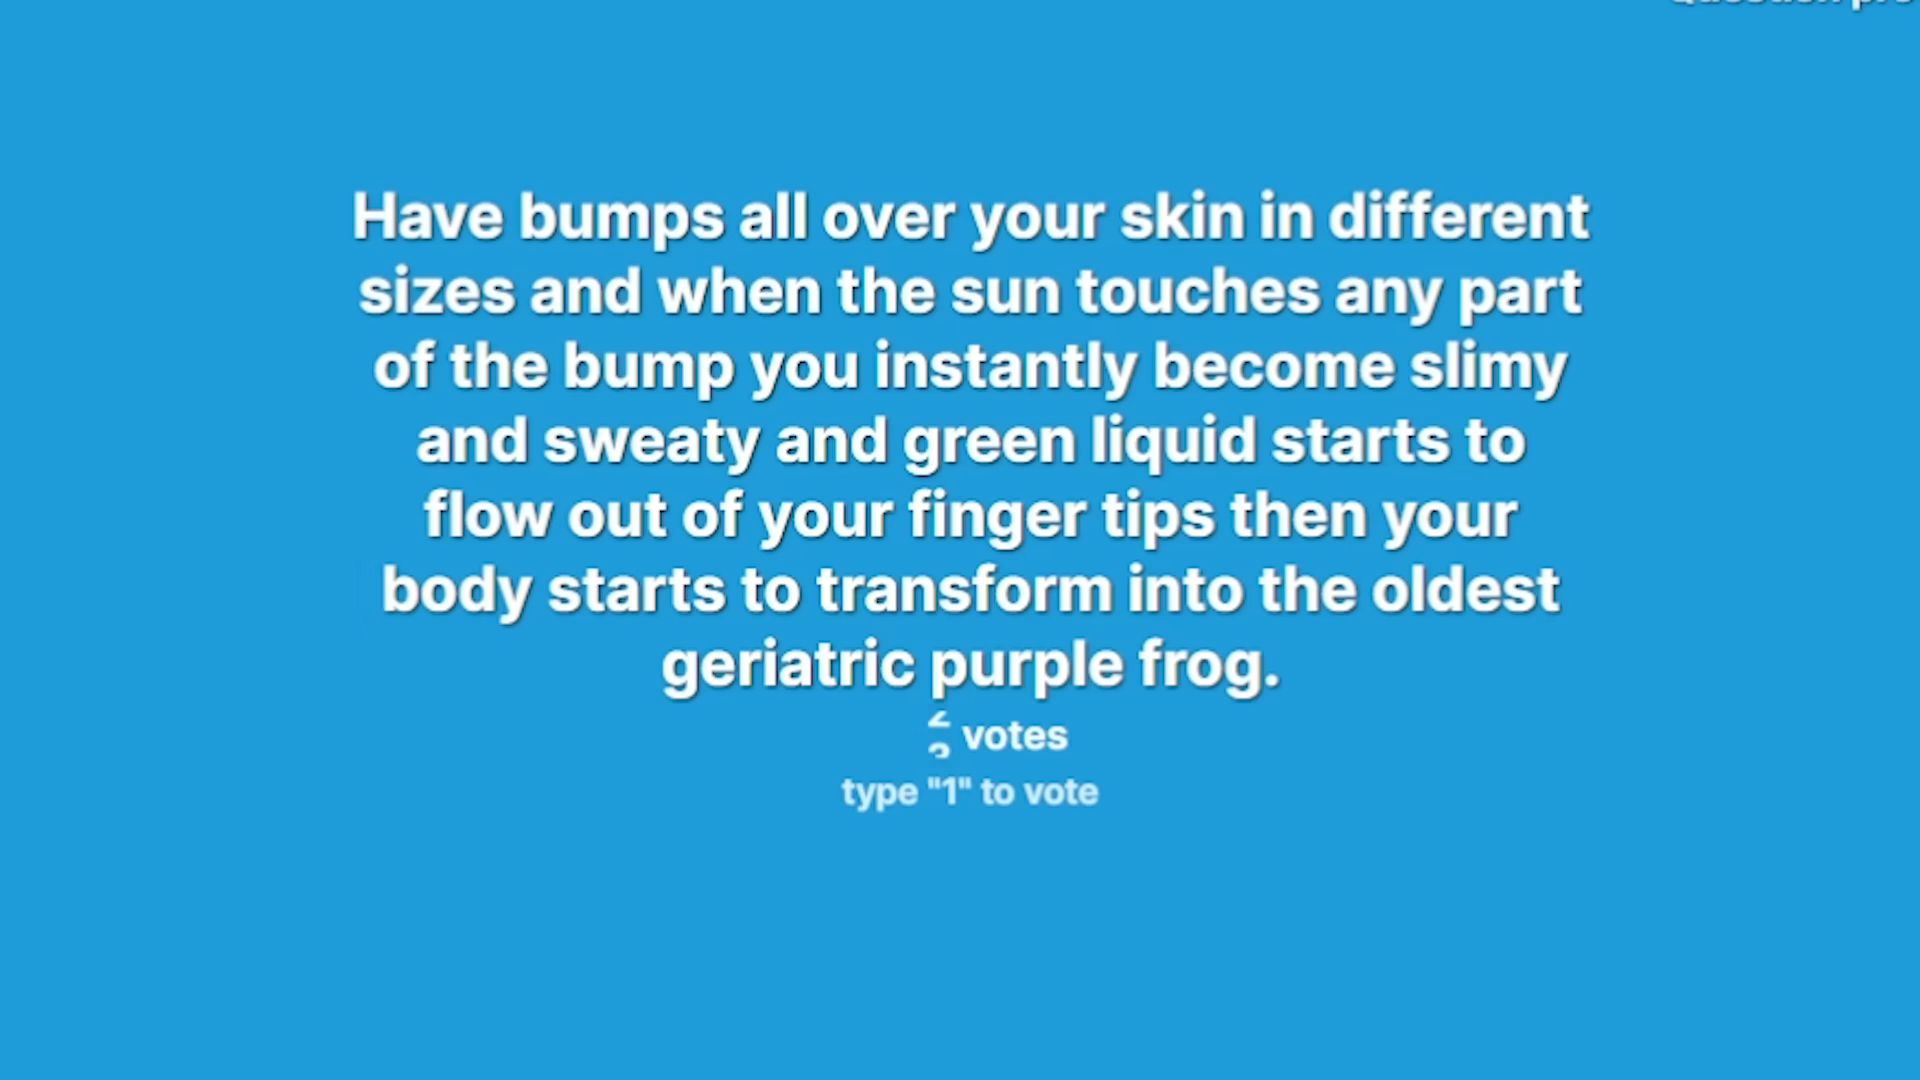 Have bumps all over your skin in different
sizes and when the sun touches any part
of the bump you instantly become slimy
and sweaty and green liquid starts to
flow out of your finger tips then your
body starts to transform into the oldest
geriatric purple frog.
votes
type "1" to vote